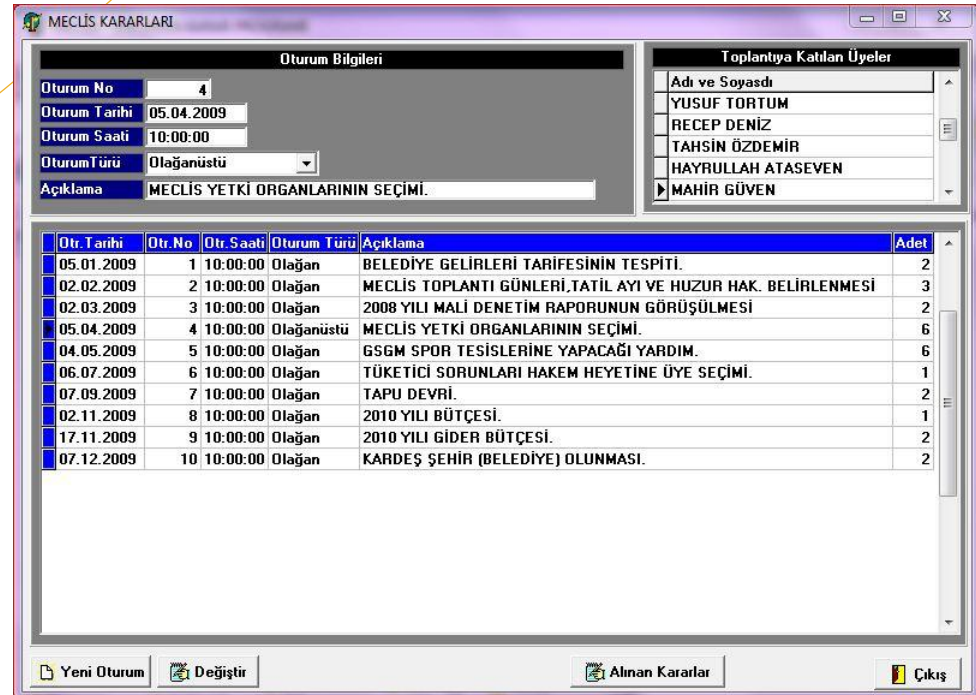 MECLİS KARARLARI
Oturum Bilgileri
Oturum No 4
Oturum Tarihi 05.04.2009
Oturum Saati 10:00:00
OturumTürü Olağanüstü
Açıklama MECLİS YETKİ ORGANLARININ SEÇİMİ.
Toplantıya Katılan Üyeler
Adı ve Soyasdı
YUSUF TORTUM
RECEP DENİZ
TAHSİN ÖZDEMİR
HAYRULLAH ATASEVEN
MAHİR GÜVEN
Otr.Tarihi Otr.No Otr.Saati Oturum Türü Açıklama Adet
05.01.2009 1 10:00:00 Olağan BELEDİYE GELİRLERİ TARİFESİNİN TESPİTİ. 2
02.02.2009 2 10:00:00 Olağan MECLİS TOPLANTI GÜNLERİ,TATİL AYI VE HUZUR HAK. BELİRLENMESİ 3
02.03.2009 3 10:00:00 Olağan 2008 YILI MALİ DENETİM RAPORUNUN GÖRÜŞÜLMESİ 2
05.04.2009 4 10:00:00 Olağanüstü MECLİS YETKİ ORGANLARININ SEÇİMİ. 6
04.05.2009 5 10:00:00 Olağan GSGM SPOR TESİSLERİNE YAPACAĞI YARDIM. 6
06.07.2009 6 10:00:00 Olağan TÜKETİCİ SORUNLARI HAKEM HEYETİNE ÜYE SEÇİMİ. 1
07.09.2009 7 10:00:00 Olağan TAPU DEVRİ. 2
02.11.2009 8 10:00:00 Olağan 2010 YILI BÜTÇESİ. 1
17.11.2009 9 10:00:00 Olağan 2010 YILI GİDER BÜTÇESİ. 2
07.12.2009 10 10:00:00 Olağan KARDEŞ ŞEHİR (BELEDİYE) OLUNMASI. 2
Yeni Oturum Değiştir Alınan Kararlar Çıkış